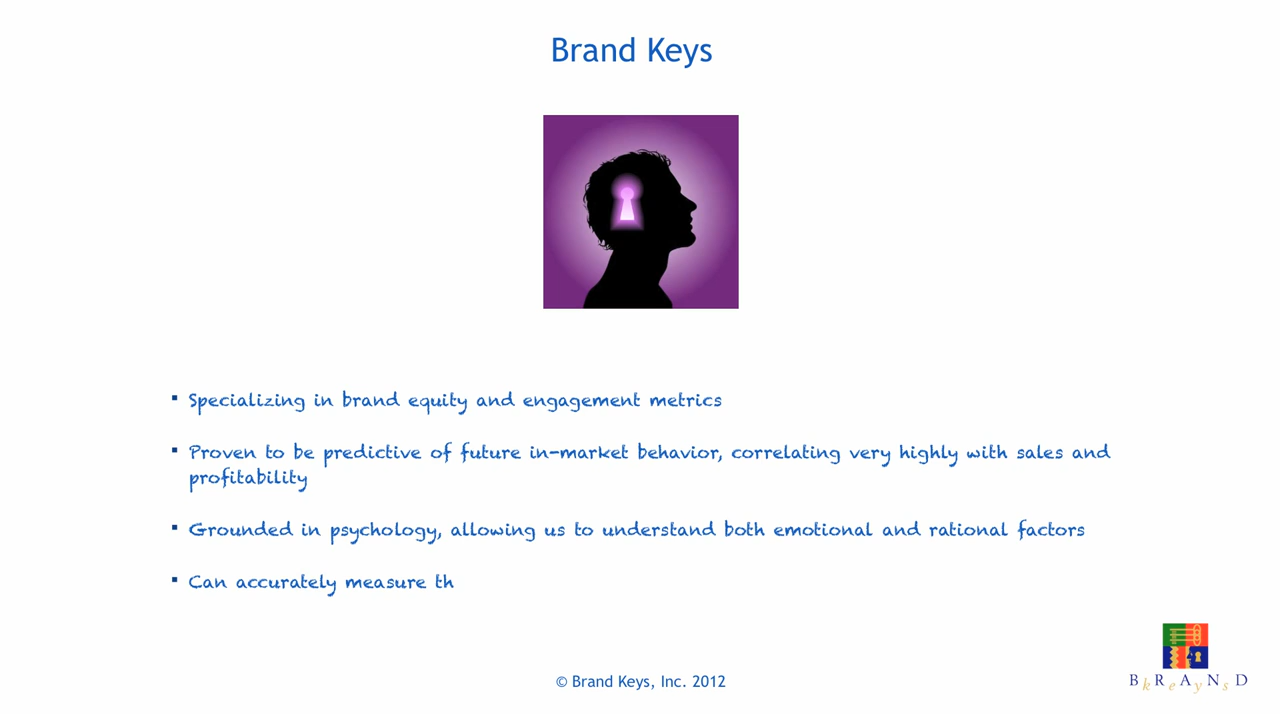 Brand Keys
▪ Specializing in brand equity and engagement metrics
▪ Proven to be predictive of future in-market behavior, correlating very highly with sales and
profitability
▪ Grounded in psychology, allowing us to understand both emotional and rational factors
▪ Can accurately measure th
© Brand Keys, Inc. 2012
BkReAyNsD